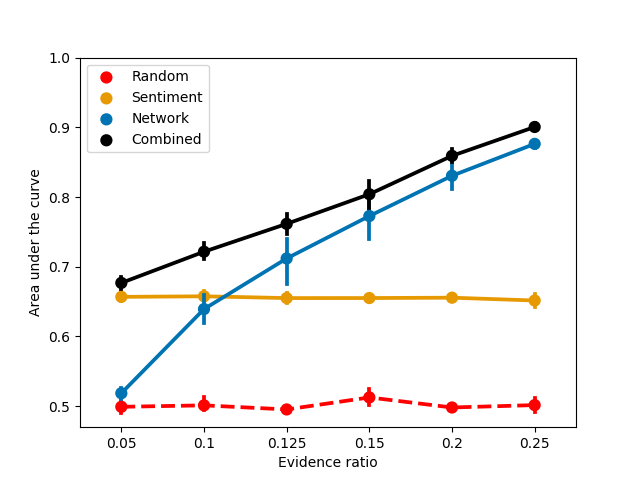 Random
Sentiment
Network
Combined
Area under the curve
1.0
0.9
0.8
0.7
0.6
0.5
0.05 0.1 0.125 0.15 0.2 0.25
Evidence ratio